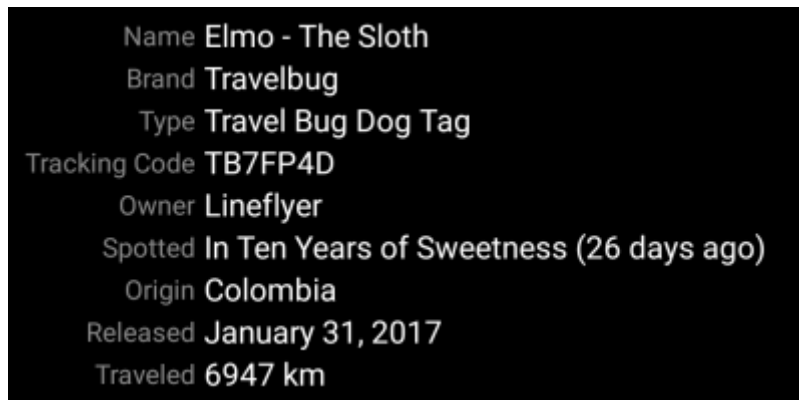 Name Elmo - The Sloth
Brand Travelbug
Type Travel Bug Dog Tag
Tracking Code TB7FP4D
Owner Lineflyer
Spotted In Ten Years of Sweetness (26 days ago)
Origin Colombia
Released January 31, 2017
Traveled 6947 km